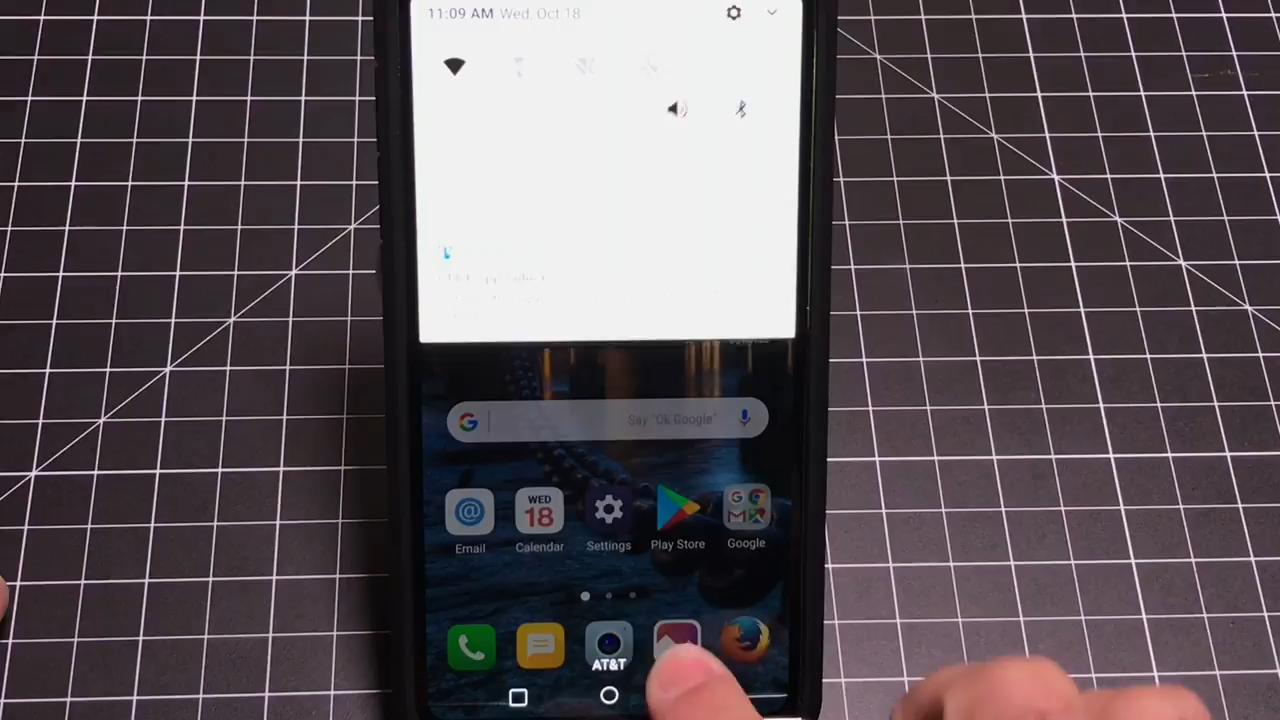 11:09 AM Wed, Oct 18
G Say "Ok Google"
WED
18
Email Calendar Settings Play Store Google
AT&T